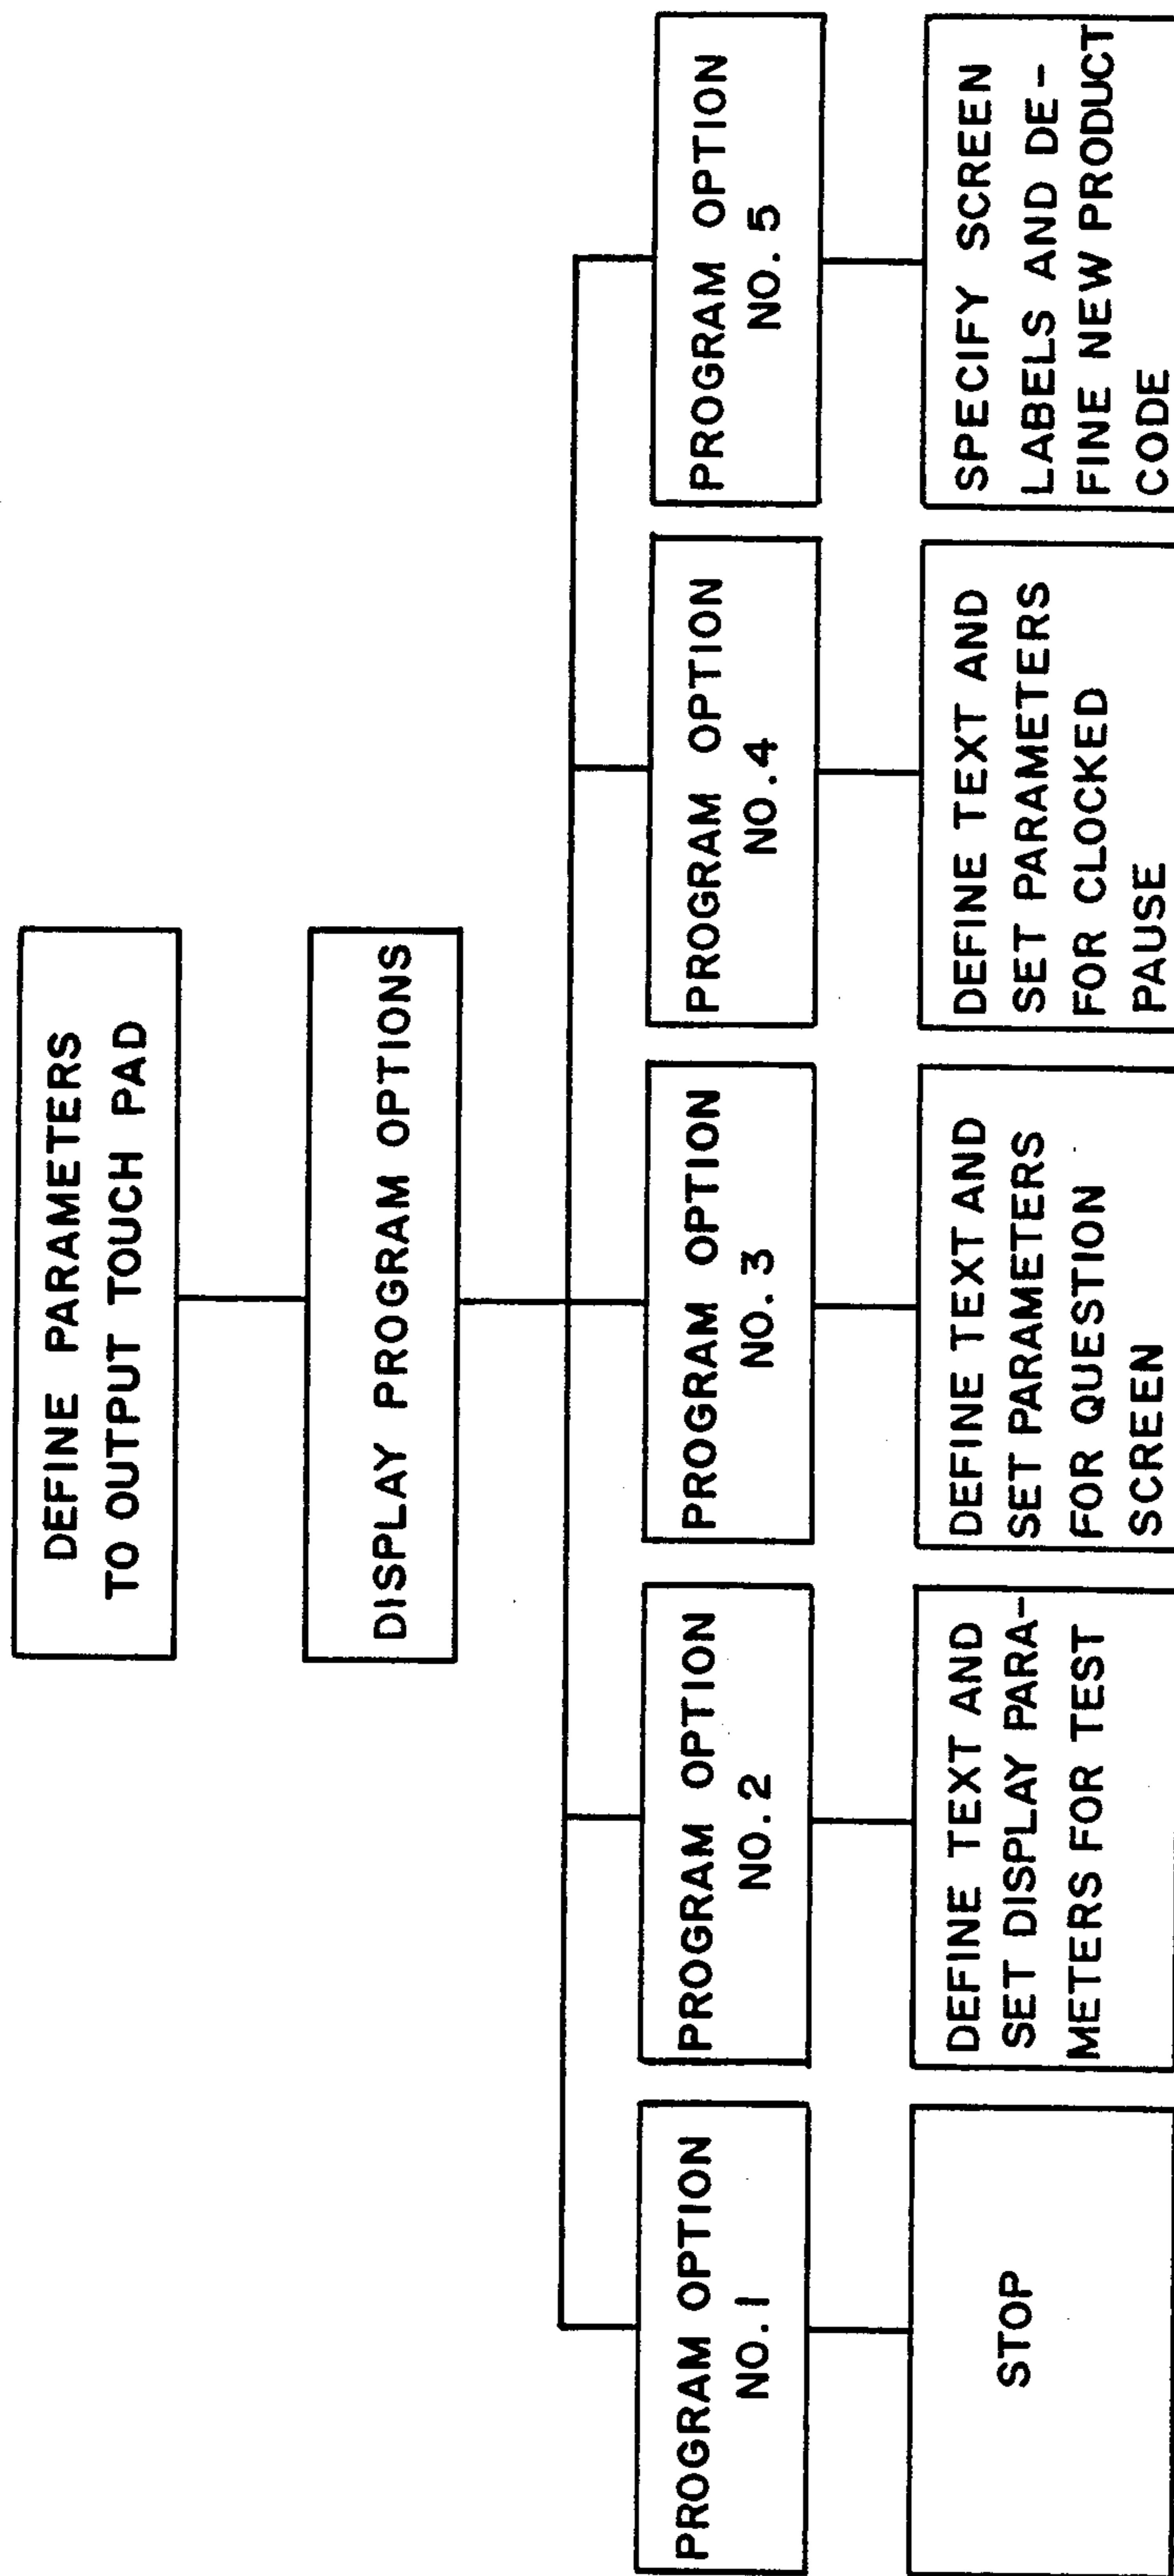 DEFINE PARAMETERS
TO OUTPUT TOUCH PAD
DISPLAY PROGRAM OPTIONS
PROGRAM OPTION
NO. 1
PROGRAM OPTION
NO. 2
PROGRAM OPTION
NO. 3
PROGRAM OPTION
NO. 4
PROGRAM OPTION
NO. 5
STOP
DEFINE TEXT AND
SET DISPLAY PARA-
METERS FOR TEST
DEFINE TEXT AND
SET PARAMETERS
FOR QUESTION
SCREEN
DEFINE TEXT AND
SET PARAMETERS
FOR CLOCKED
PAUSE
SPECIFY SCREEN
LABELS AND DE-
FINE NEW PRODUCT
CODE